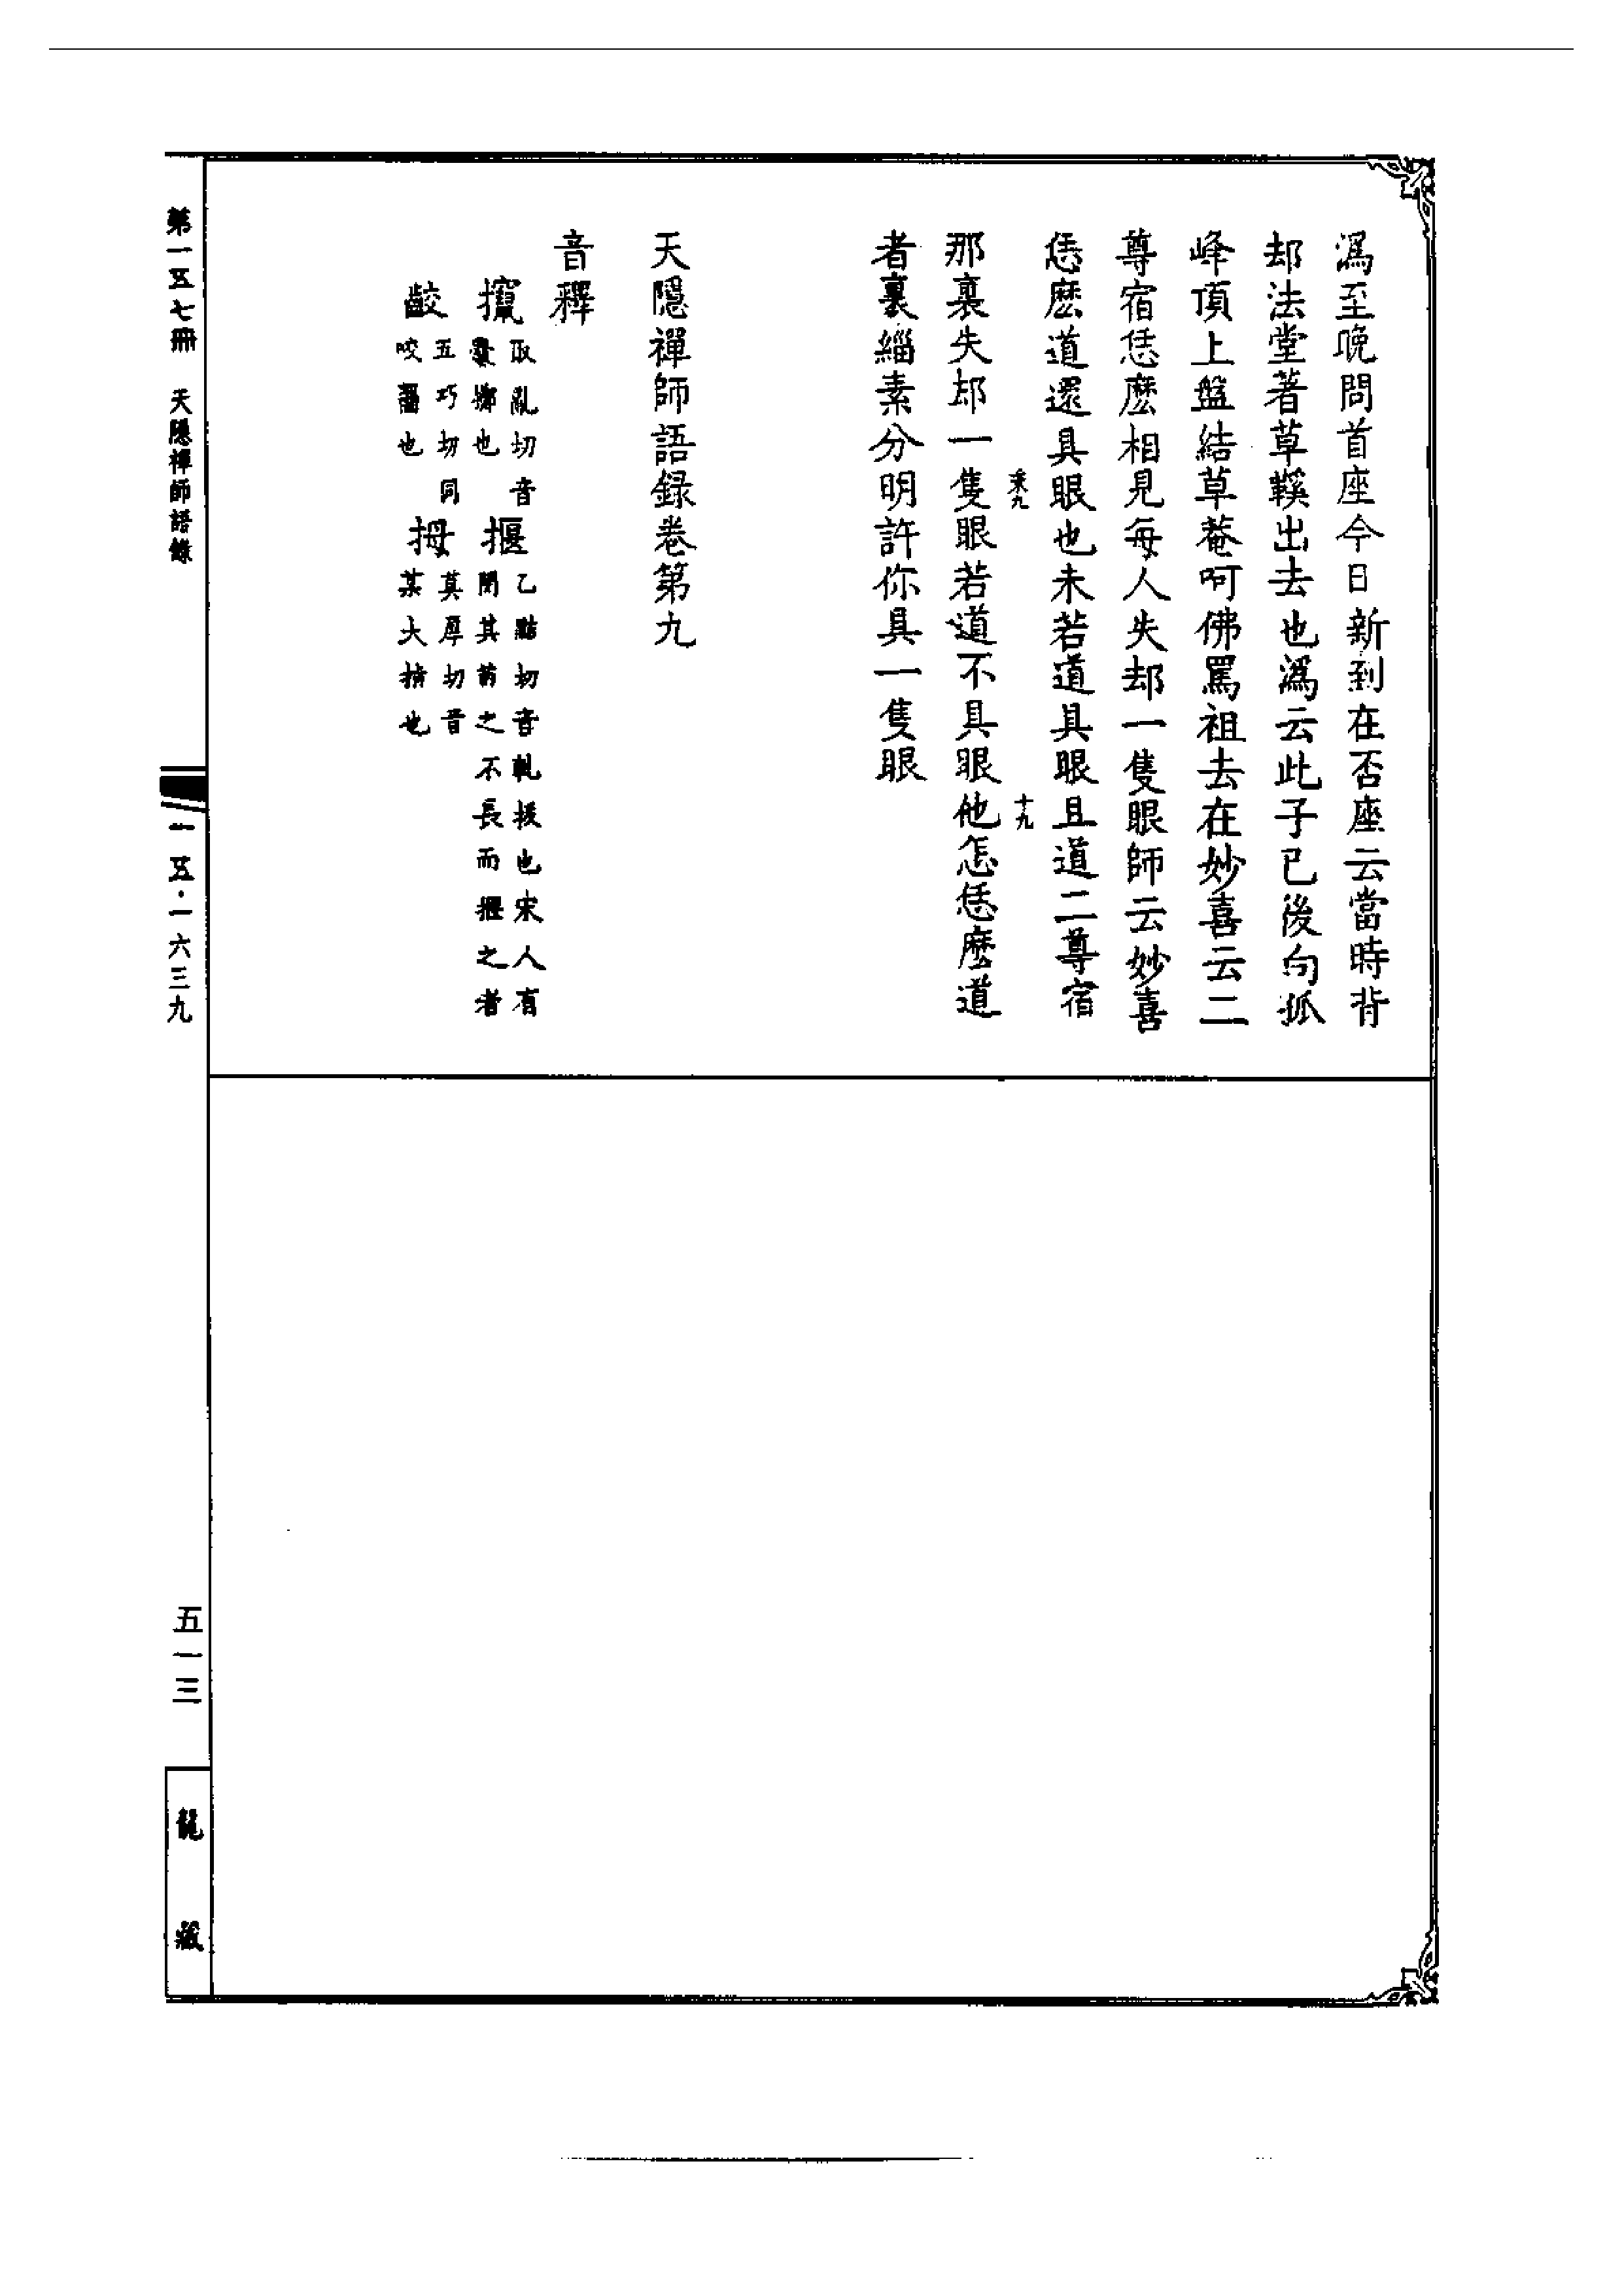 溈至晚問首座今日新到在否座云當時背
却法堂著草鞵出去也溈云此子已後向孤
峰頂上盤結草菴呵佛罵祖去在妙喜云二
尊宿恁麽相見每人失却一隻眼師云妙喜
恁麽道還具眼也未若道具眼且道二尊宿
那裏失却一隻眼若道不具眼他怎恁麽道
者裏緇素分明許你具一隻眼
天隱禪師語録卷第九
音釋
攛 取亂切音爨擲也 揠 乙黠切音軋拔也宋人有閔其苗之不長而揠之者
齩 五巧切同咬齧也 拇 莫厚切音某大指也
第一五七冊 天隱禪師語錄
一五·一六三九
五一三
龍藏
秉九
十九